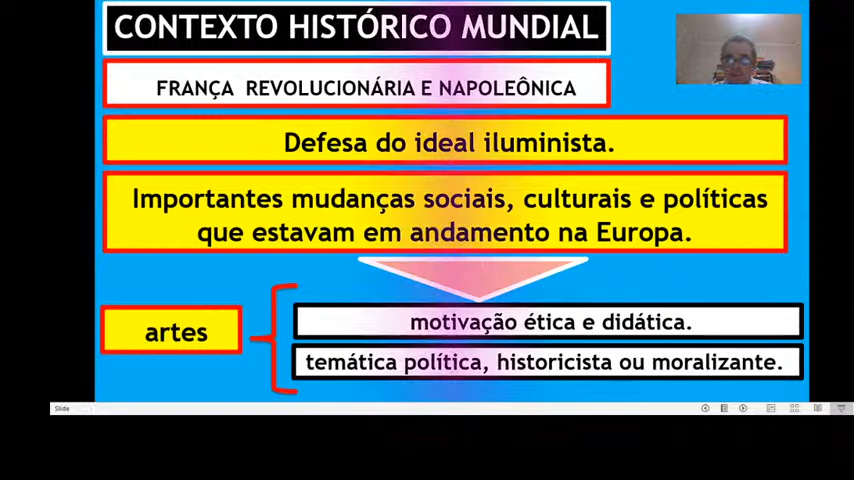 CONTEXTO HISTÓRICO MUNDIAL
FRANÇA REVOLUCIONÁRIA E NAPOLEÔNICA
Defesa do ideal iluminista.
Importantes mudanças sociais, culturais e políticas
que estavam em andamento na Europa.
artes
motivação ética e didática.
temática política, historicista ou moralizante.
Slide